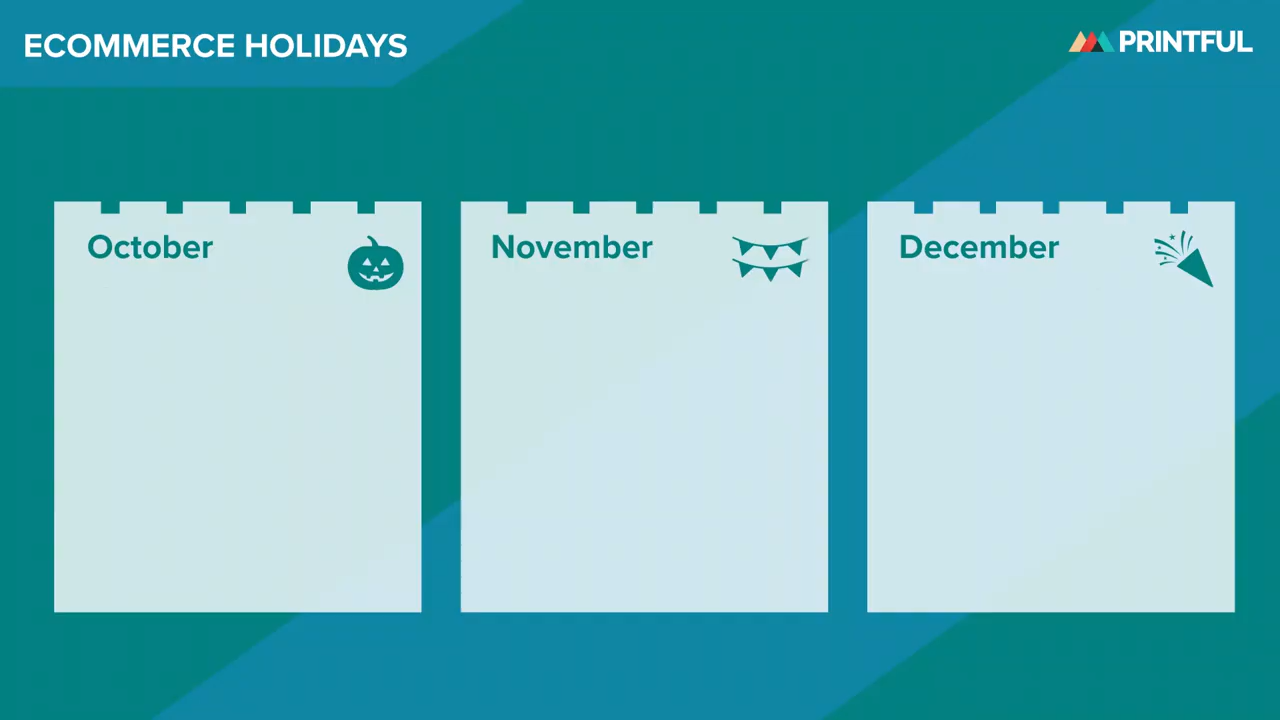 ECOMMERCE HOLIDAYS
PRINTFUL
October
November
December